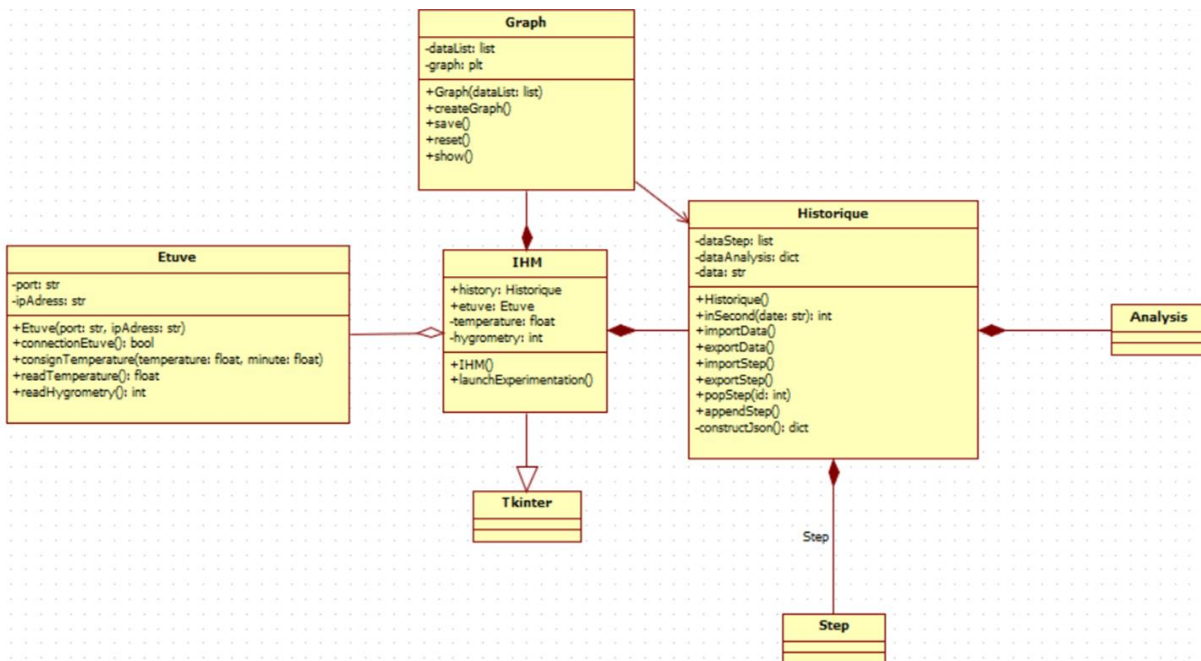 Graph
-dataList: list
-graph: plt
+Graph(dataList: list)
+createGraph()
+save()
+reset()
+show()
Historique
-dataStep: list
-dataAnalysis: dict
-data: str
+Historique()
+inSecond(date: str): int
+importData()
+exportData()
+importStep()
+exportStep()
+popStep(id: int)
+appendStep()
-constructJson(): dict
Etuve
-port: str
-ipAdress: str
+Etuve(port: str, ipAdress: str)
+connectionEtuve(): bool
+consignTemperature(temperature: float, minute: float)
+readTemperature(): float
+readHygrometry(): int
IHM
+history: Historique
+etuve: Etuve
-temperature: float
-hygrometry: int
+IHM()
+launchExperimentation()
Analysis
Tkinter
Step
Step